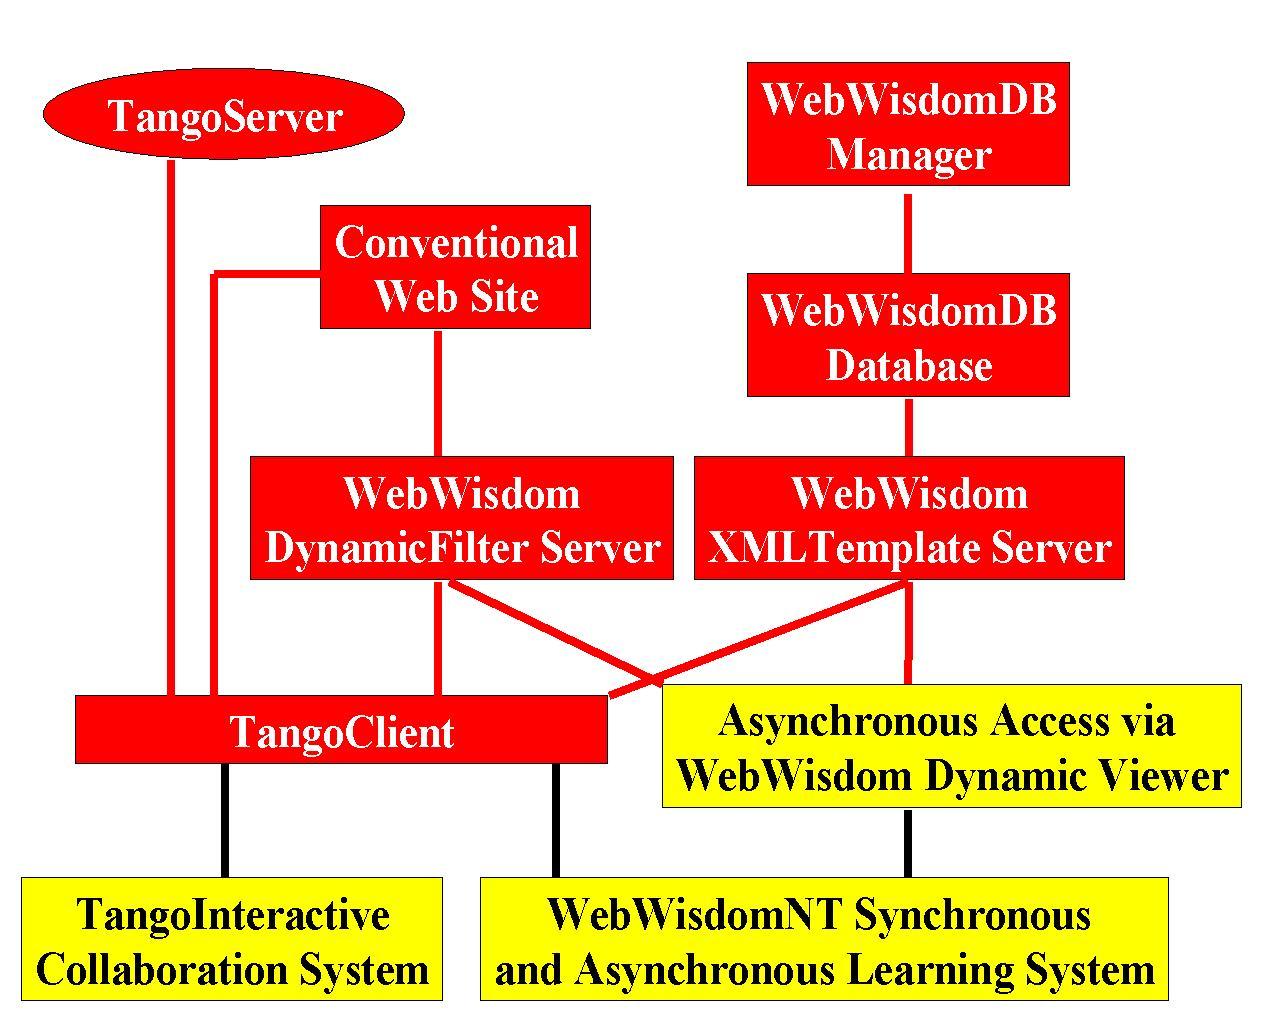 TangoServer
WebWisdomDB
Manager
Conventional
Web Site
WebWisdomDB
Database
WebWisdom
DynamicFilter Server
WebWisdom
XMLTemplate Server
TangoClient
Asynchronous Access via
WebWisdom Dynamic Viewer
TangoInteractive
Collaboration System
WebWisdomNT Synchronous
and Asynchronous Learning System